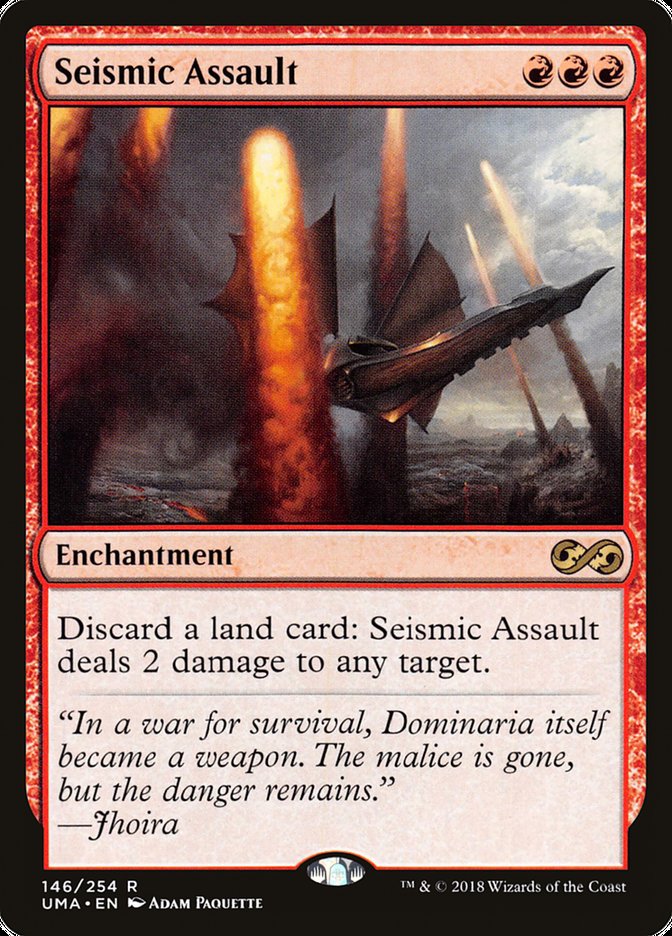 Seismic Assault
Enchantment
Discard a land card: Seismic Assault
deals 2 damage to any target.
“In a war for survival, Dominaria itself
became a weapon. The malice is gone,
but the danger remains.”
—Jhoira
146/254 R
UMA • EN Adam Paquette
™ & © 2018 Wizards of the Coast